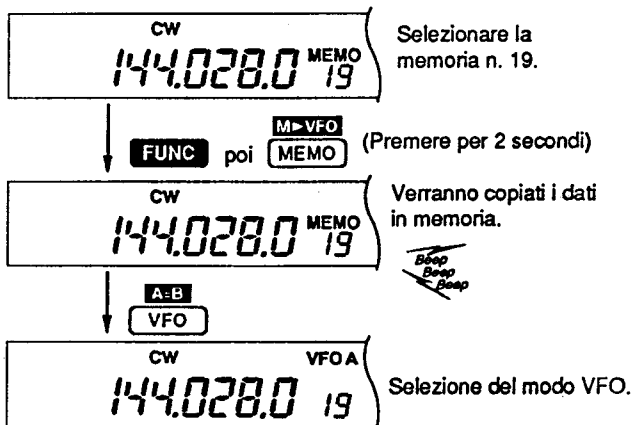 CW
144.028.0 MEMO 19
Selezionare la
memoria n. 19.
M►VFO
FUNC poi MEMO (Premere per 2 secondi)
CW
144.028.0 MEMO 19
Verranno copiati i dati
in memoria.
Beep
Beep
Beep
A=B
VFO
CW VFO A
144.028.0 19
Selezione del modo VFO.